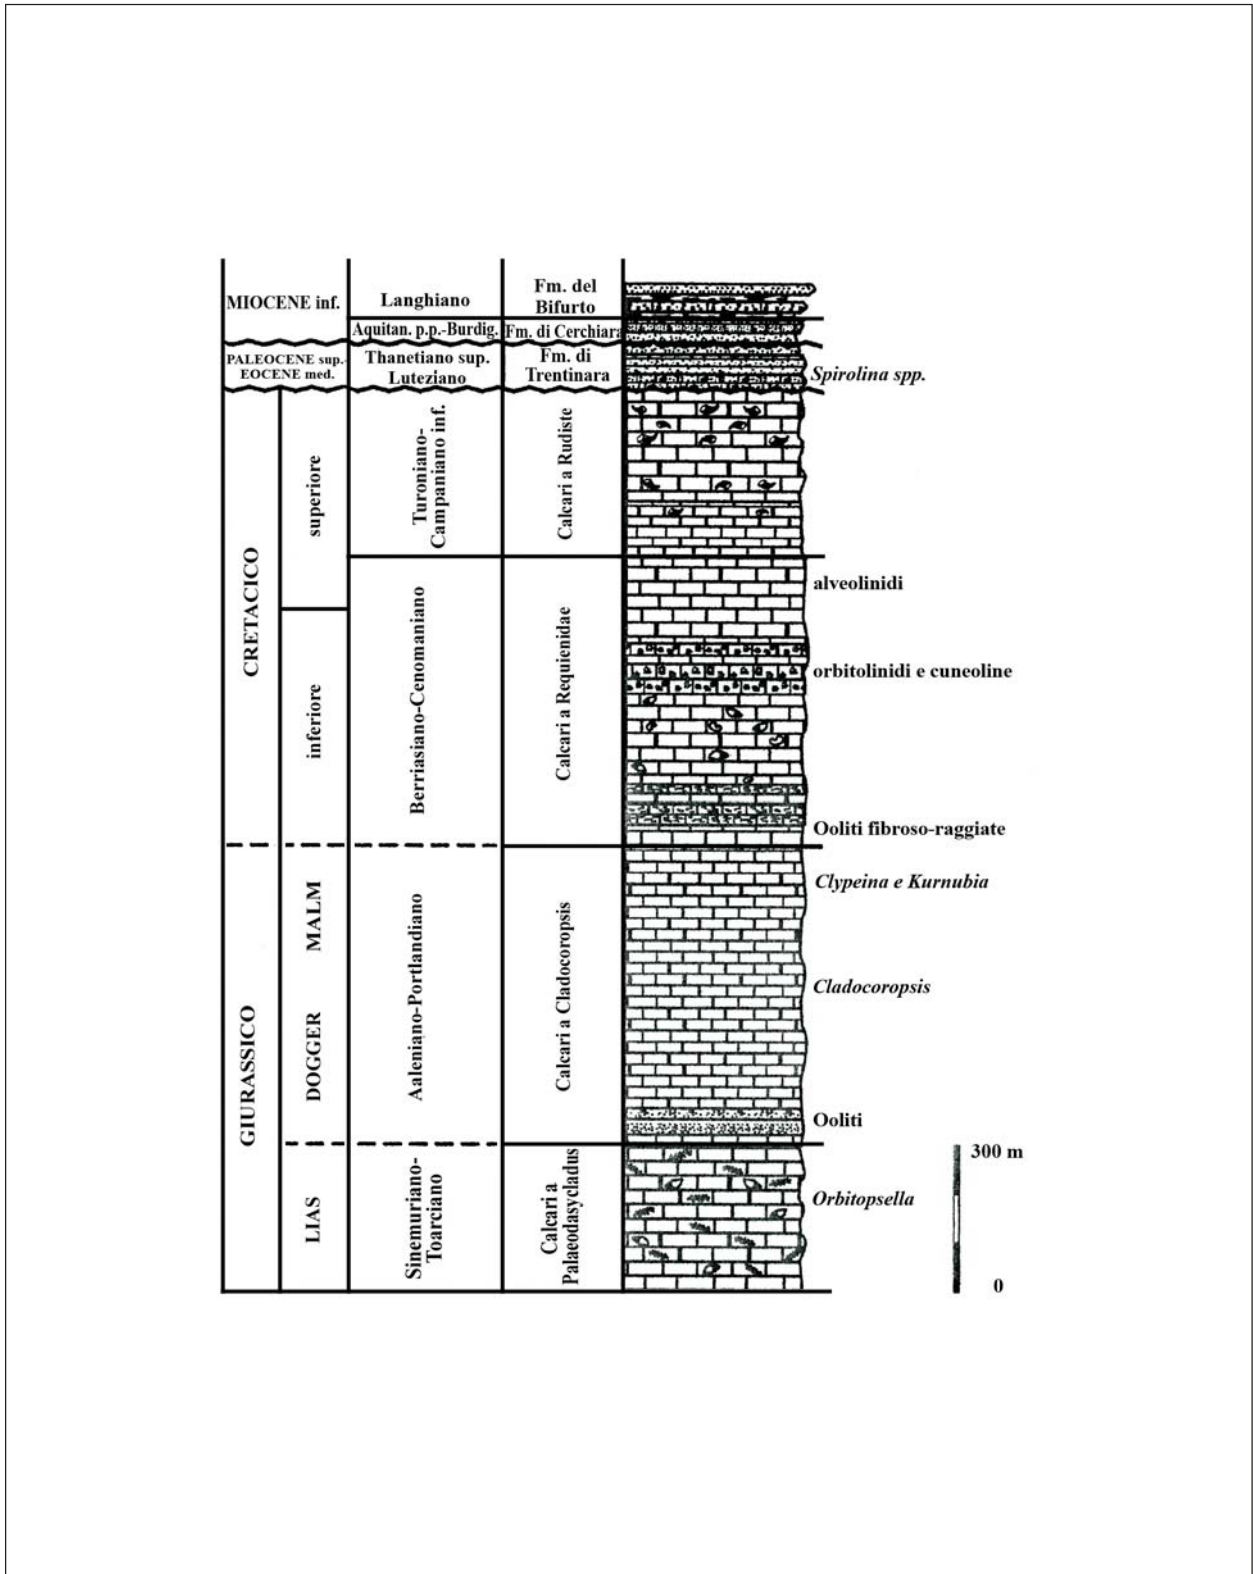 MIOCENE inf.
Langhiano
Fm. del
Bifurto
Aquitan. p.p.-Burdig.
Fm. di Cerchiara
PALEOCENE sup.-
EOCENE med.
Thanetiano sup.
Luteziano
Fm. di
Trentinara
Spirolina spp.
CRETACICO
superiore
Turoniano-
Campaniano inf.
Calcari a Rudiste
inferiore
Berriasiano-Cenomaniano
Calcari a Requienidae
alveolinidi
orbitolinidi e cuneoline
Ooliti fibroso-raggiate
GIURASSICO
MALM
DOGGER
Aaleniano-Portlandiano
Calcari a Cladocoropsis
Clypeina e Kurnubia
Cladocoropsis
Ooliti
LIAS
Sinemuriano-
Toarciano
Calcari a
Palaeodasycladus
Orbitopsella
300 m
0